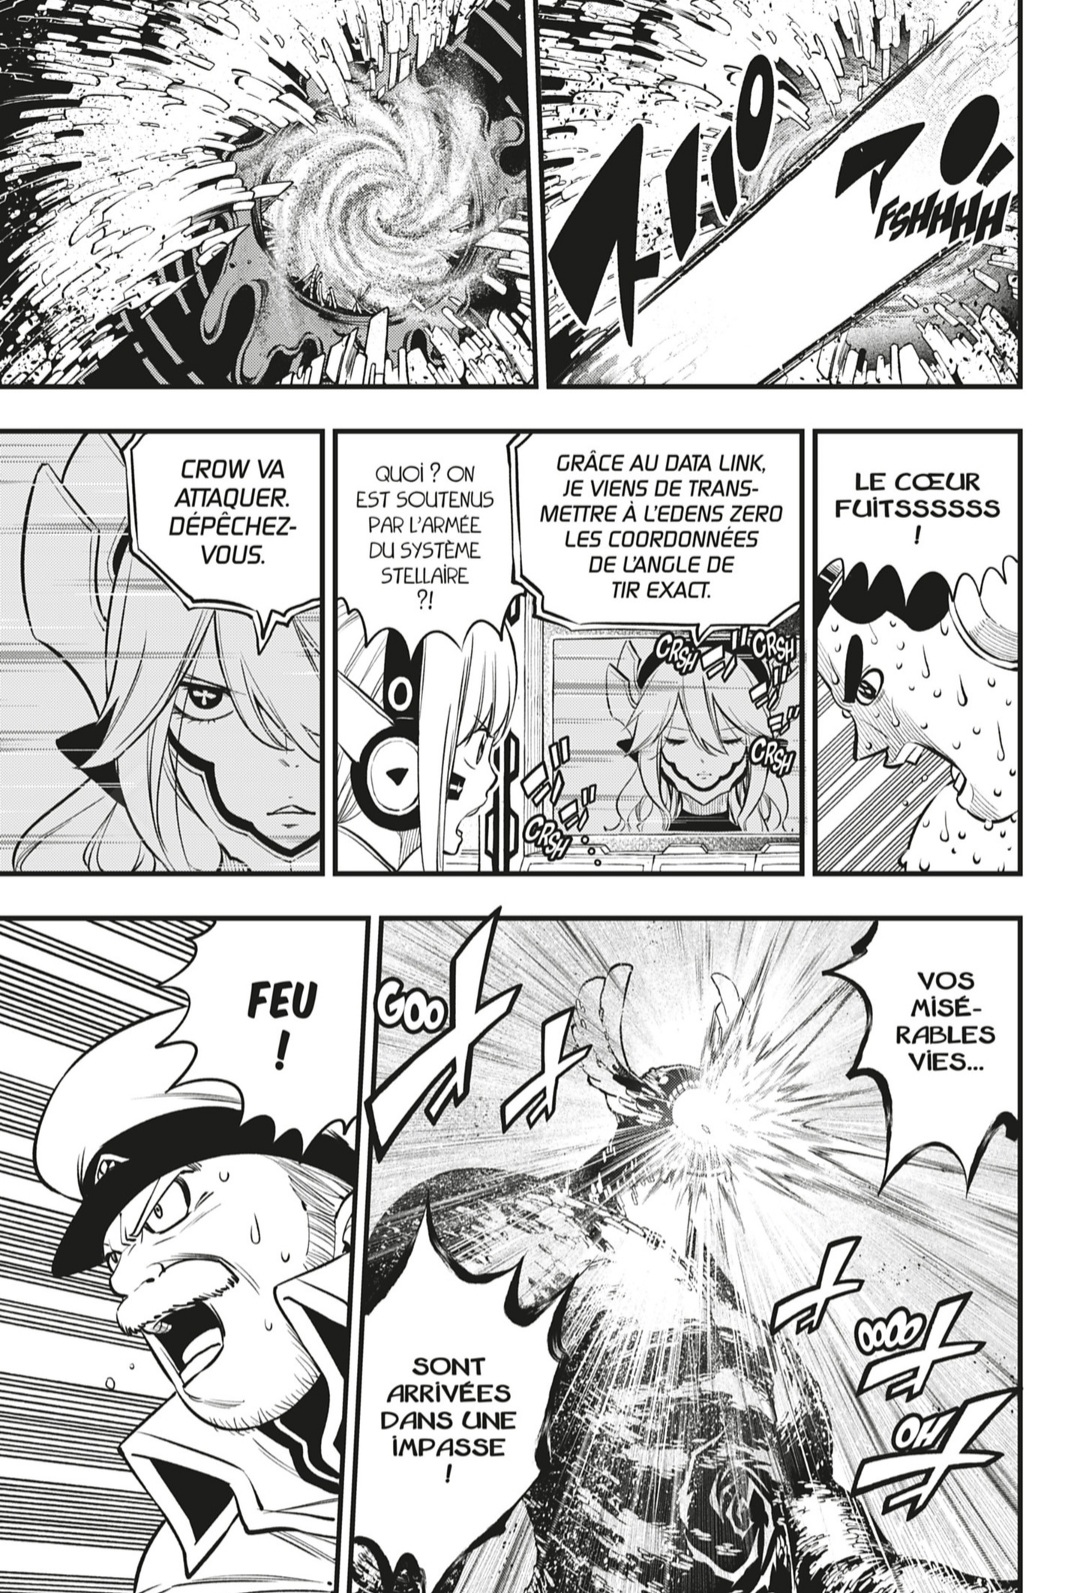 FSHHHH
LE CŒUR
FUITSSSSSS
!
GRÂCE AU DATA LINK,
JE VIENS DE TRANS-
METTRE À L'EDENS ZERO
LES COORDONNÉES
DE L'ANGLE DE
TIR EXACT.
CRSH
CRSH
CRSH
CRSH
QUOI ? ON
EST SOUTENUS
PAR L'ARMÉE
DU SYSTÈME
STELLAIRE
?!
CROW VA
ATTAQUER.
DÉPÊCHEZ-
VOUS.
VOS
MISÉ-
RABLES
VIES...
GOO
OOOO
OH
SONT
ARRIVÉES
DANS UNE
IMPASSE
!
FEU
!